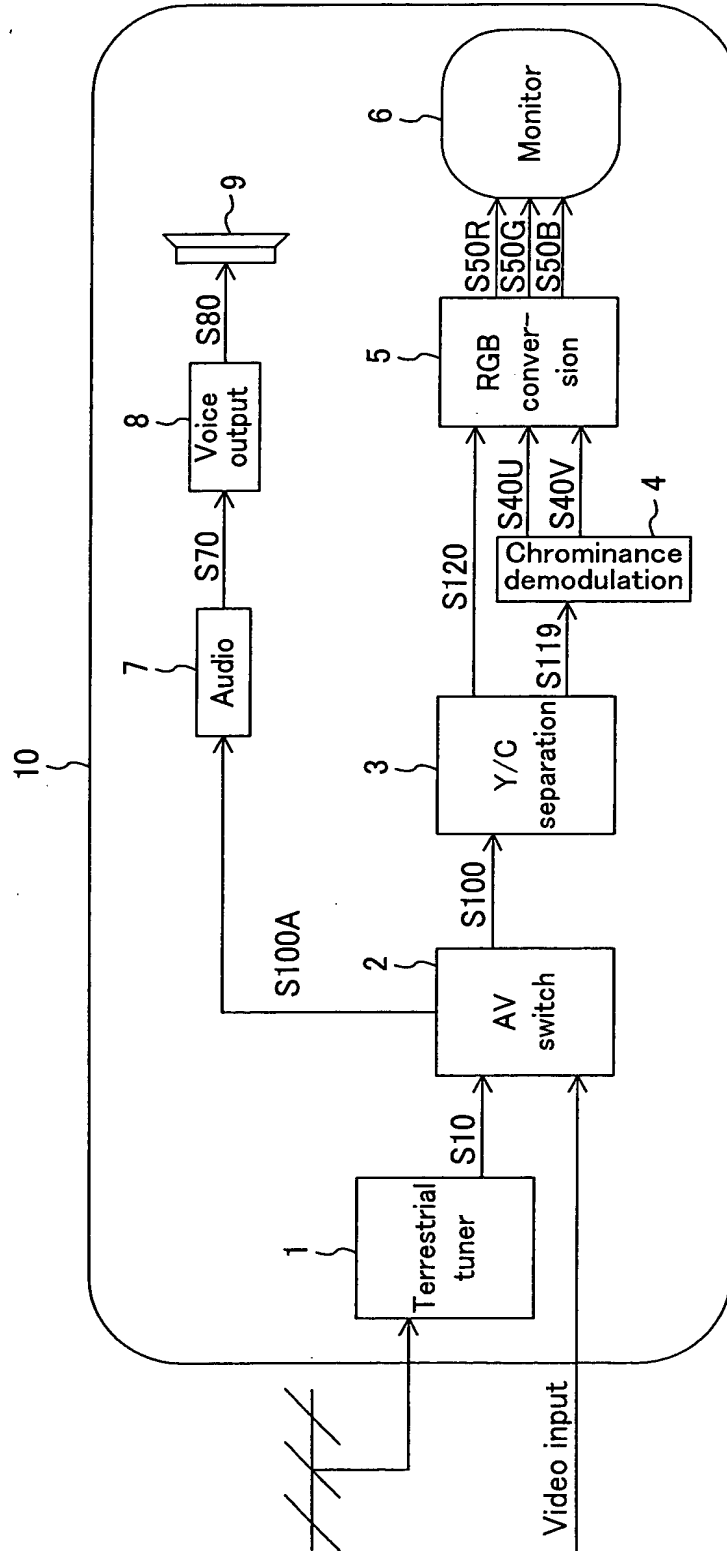 10
Video input
1
Terrestrial
tuner
S10
2
AV
switch
S100A
S100
3
Y/C
separation
S120
S119
4
Chrominance
demodulation
S40U
S40V
5
RGB
conver-
sion
S50R
S50G
S50B
6
Monitor
7
Audio
S70
8
Voice
output
S80
9